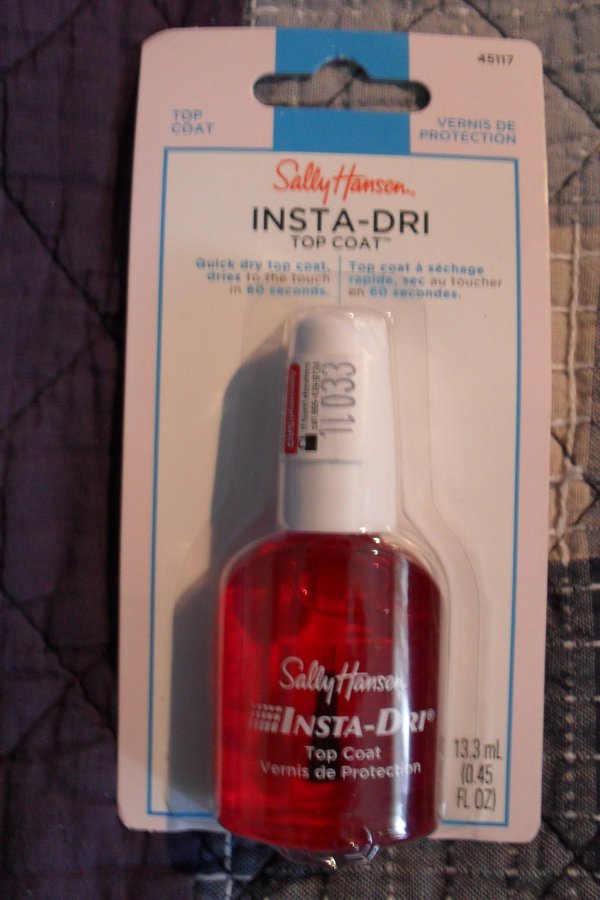 45117
TOP
COAT
VERNIS DE
PROTECTION
Sally Hansen®
INSTA-DRI
TOP COAT™
Quick dry top coat,
dries to the touch
in 60 seconds.
Top coat à séchage
rapide, sec au toucher
en 60 secondes.
11033
Sally Hansen
INSTA-DRI®
Top Coat
Vernis de Protection
13.3 mL
(0.45
FL OZ)